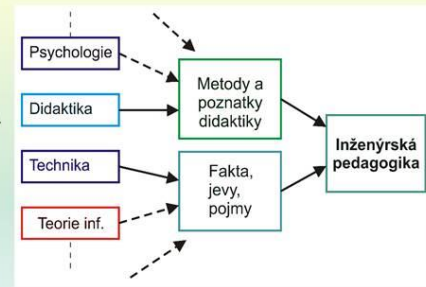 Psychologie
Didaktika
Technika
Teorie inf.
Metody a
poznatky
didaktiky
Fakta,
jevy,
pojmy
Inženýrská
pedagogika